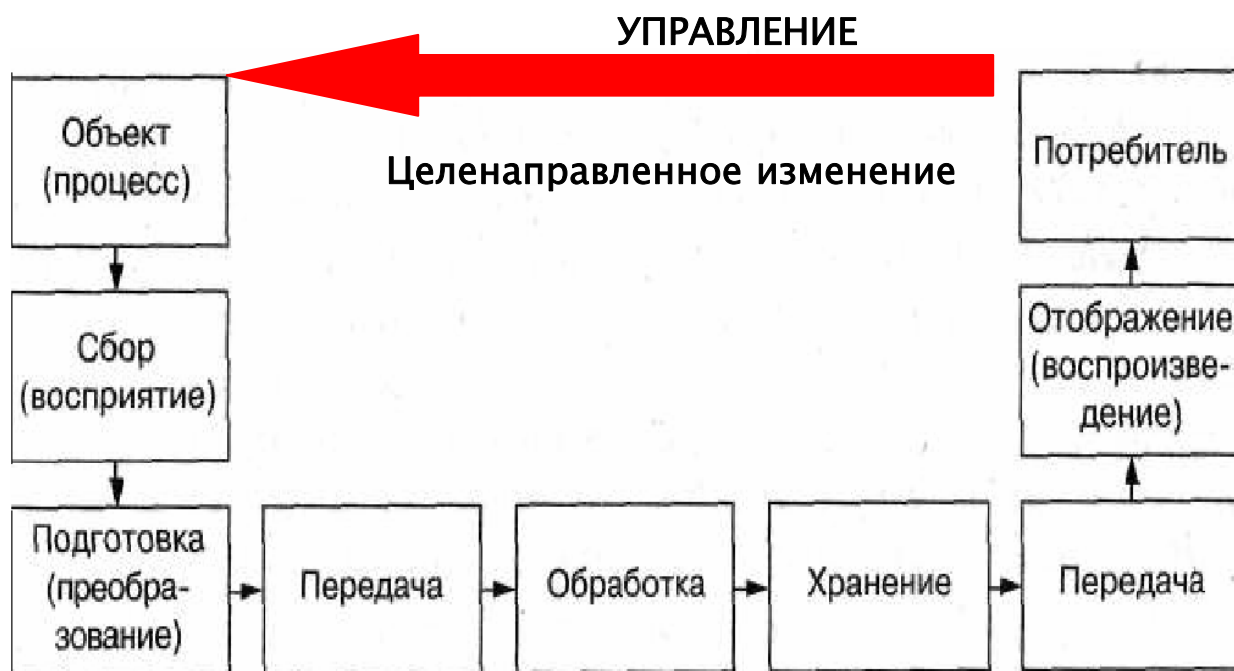 УПРАВЛЕНИЕ
Объект
(процесс)
Целенаправленное изменение
Потребитель
Сбор
(восприятие)
Отображение
(воспроизве-
дение)
Подготовка
(преобра-
зование)
Передача
Обработка
Хранение
Передача